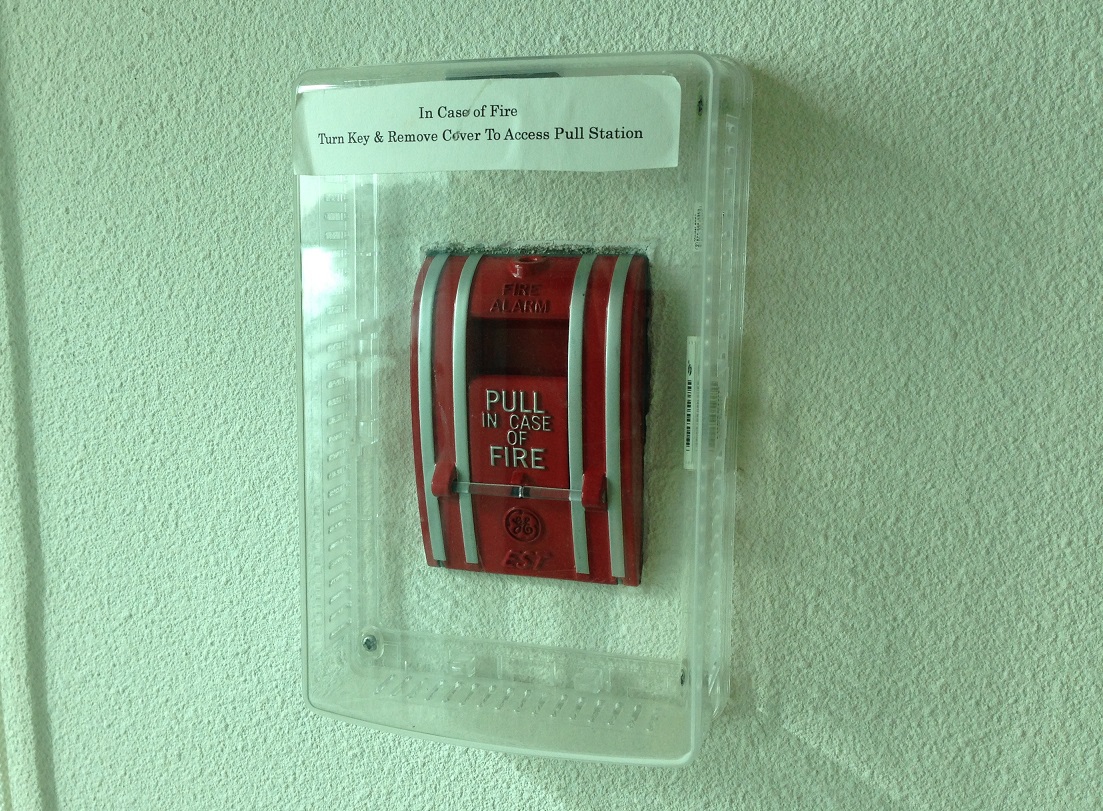 In Case of Fire
Turn Key & Remove Cover To Access Pull Station
FIRE
ALARM
PULL
IN CASE
OF
FIRE
GE
EST